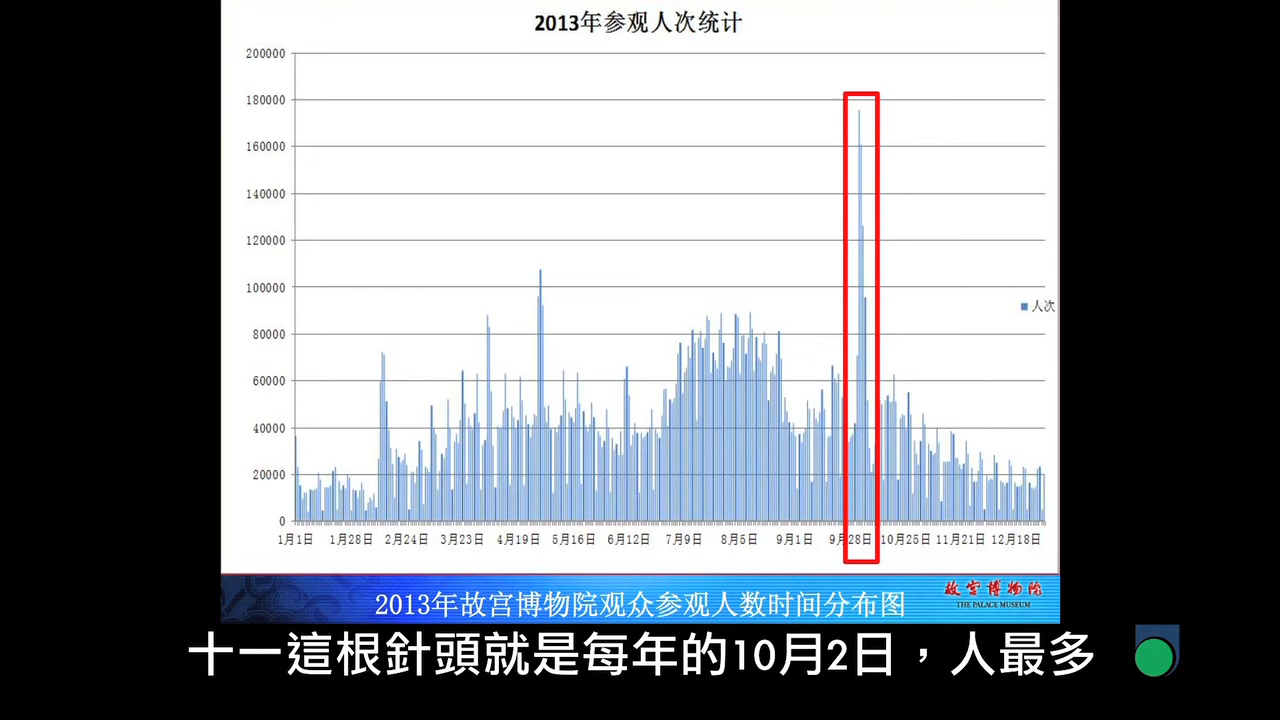 2013年参观人次统计
200000
180000
160000
140000
120000
100000
80000
60000
40000
20000
0
人次
1月1日 1月28日 2月24日 3月23日 4月19日 5月16日 6月12日 7月9日 8月5日 9月1日 9月28日 10月25日 11月21日 12月18日
故宫博物院
THE PALACE MUSEUM
2013年故宫博物院观众参观人数时间分布图
十一這根針頭就是每年的10月2日，人最多